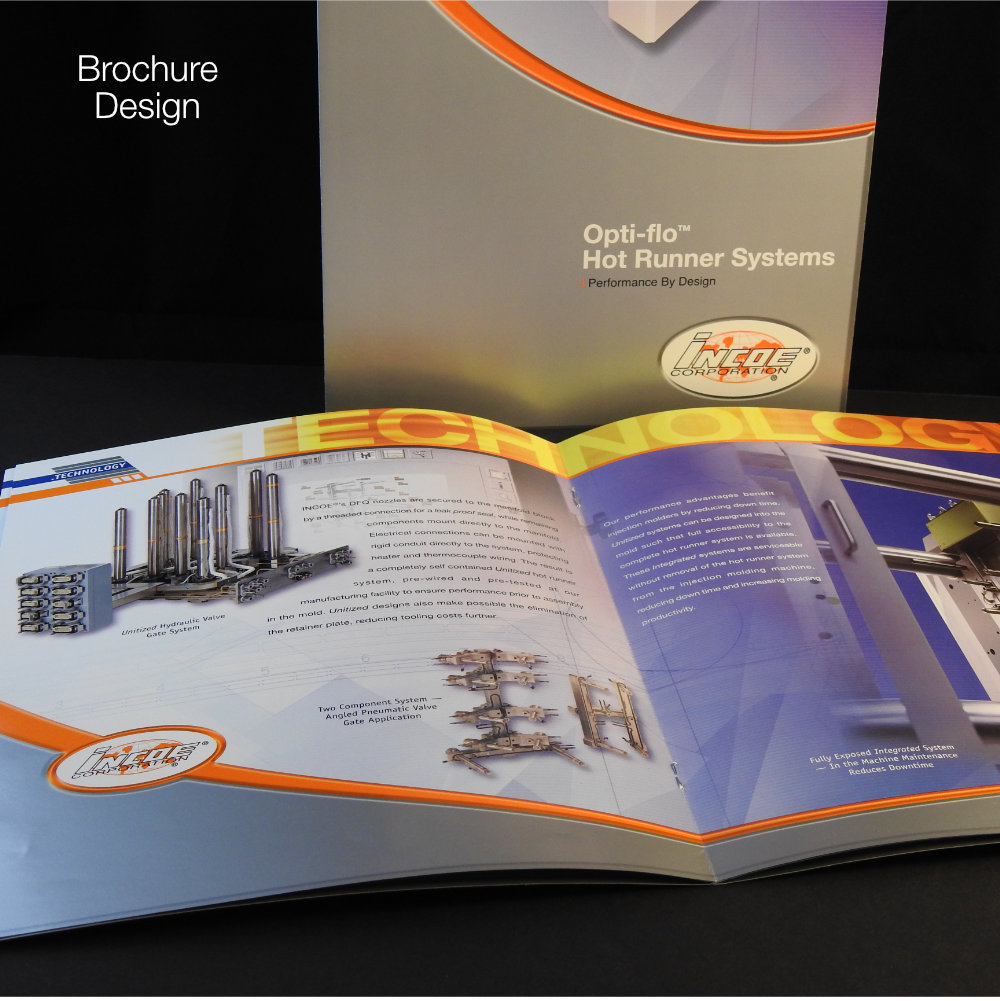 Brochure
Design
Opti-flo™
Hot Runner Systems
Performance By Design
INCOE®
CORPORATION®
TECHNOLOG
.TECHNOLOGY
INCOE®'s DFQ nozzles are secured to the manifold block
by a threaded connection for a leak proof seal, while remaining
components mount directly to the manifold.
Electrical connections can be mounted with
rigid conduit directly to the system, protecting
heater and thermocouple wiring. The result is
a completely self contained Unitized hot runner
system, pre-wired and pre-tested at our
manufacturing facility to ensure performance prior to assembly
in the mold. Unitized designs also make possible the elimination of
the retainer plate, reducing tooling costs further.
Unitized Hydraulic Valve
Gate System
Two Component System —
Angled Pneumatic Valve
Gate Application
3
4
5
6
INCOE®
CORPORATION®
Our performance advantages benefit
injection molders by reducing down time.
Unitized systems can be designed into the
mold such that full accessibility to the
complete hot runner system is available.
These Integrated systems are serviceable
without removal of the hot runner system
from the injection molding machine,
reducing down time and increasing molding
productivity.
Fully Exposed Integrated System
— In the Machine Maintenance
Reduces Downtime